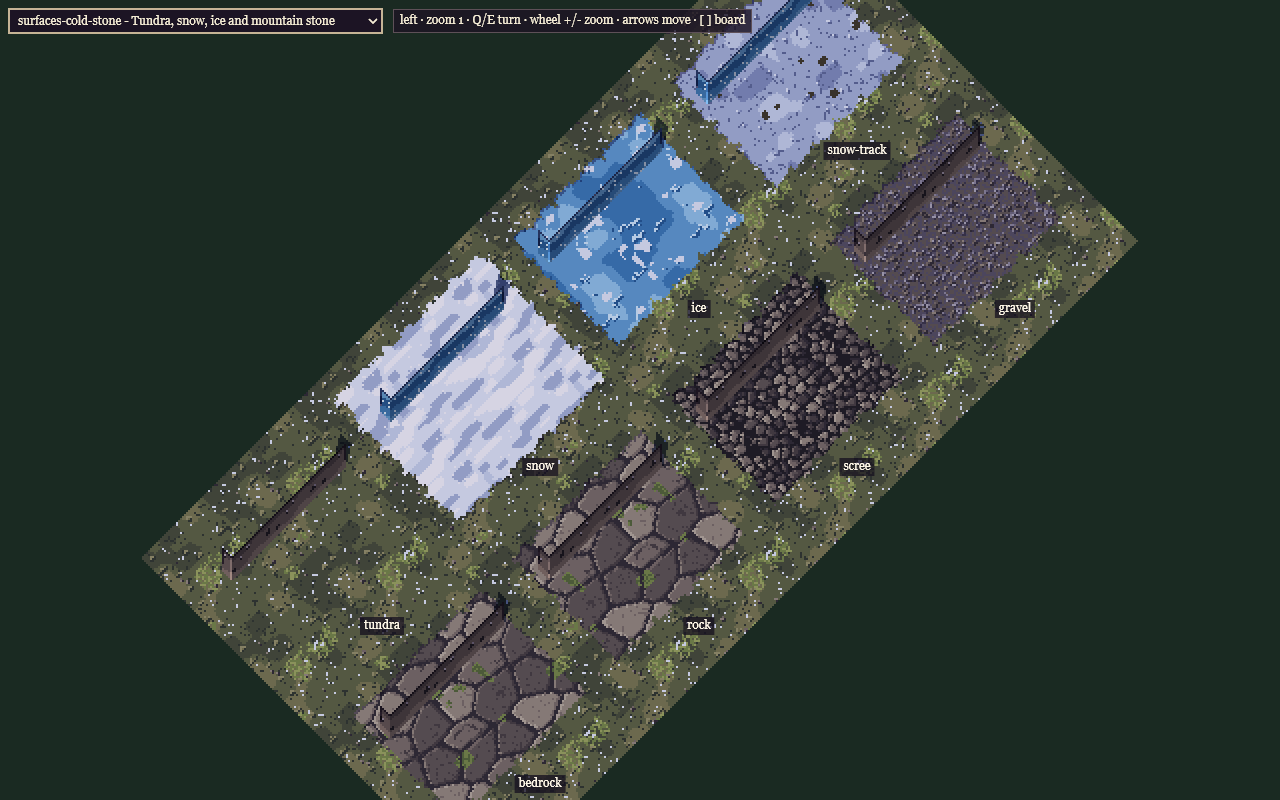 surfaces-cold-stone - Tundra, snow, ice and mountain stone
left · zoom 1 · Q/E turn · wheel +/- zoom · arrows move · [ ] board
snow-track
ice
gravel
snow
scree
tundra
rock
bedrock